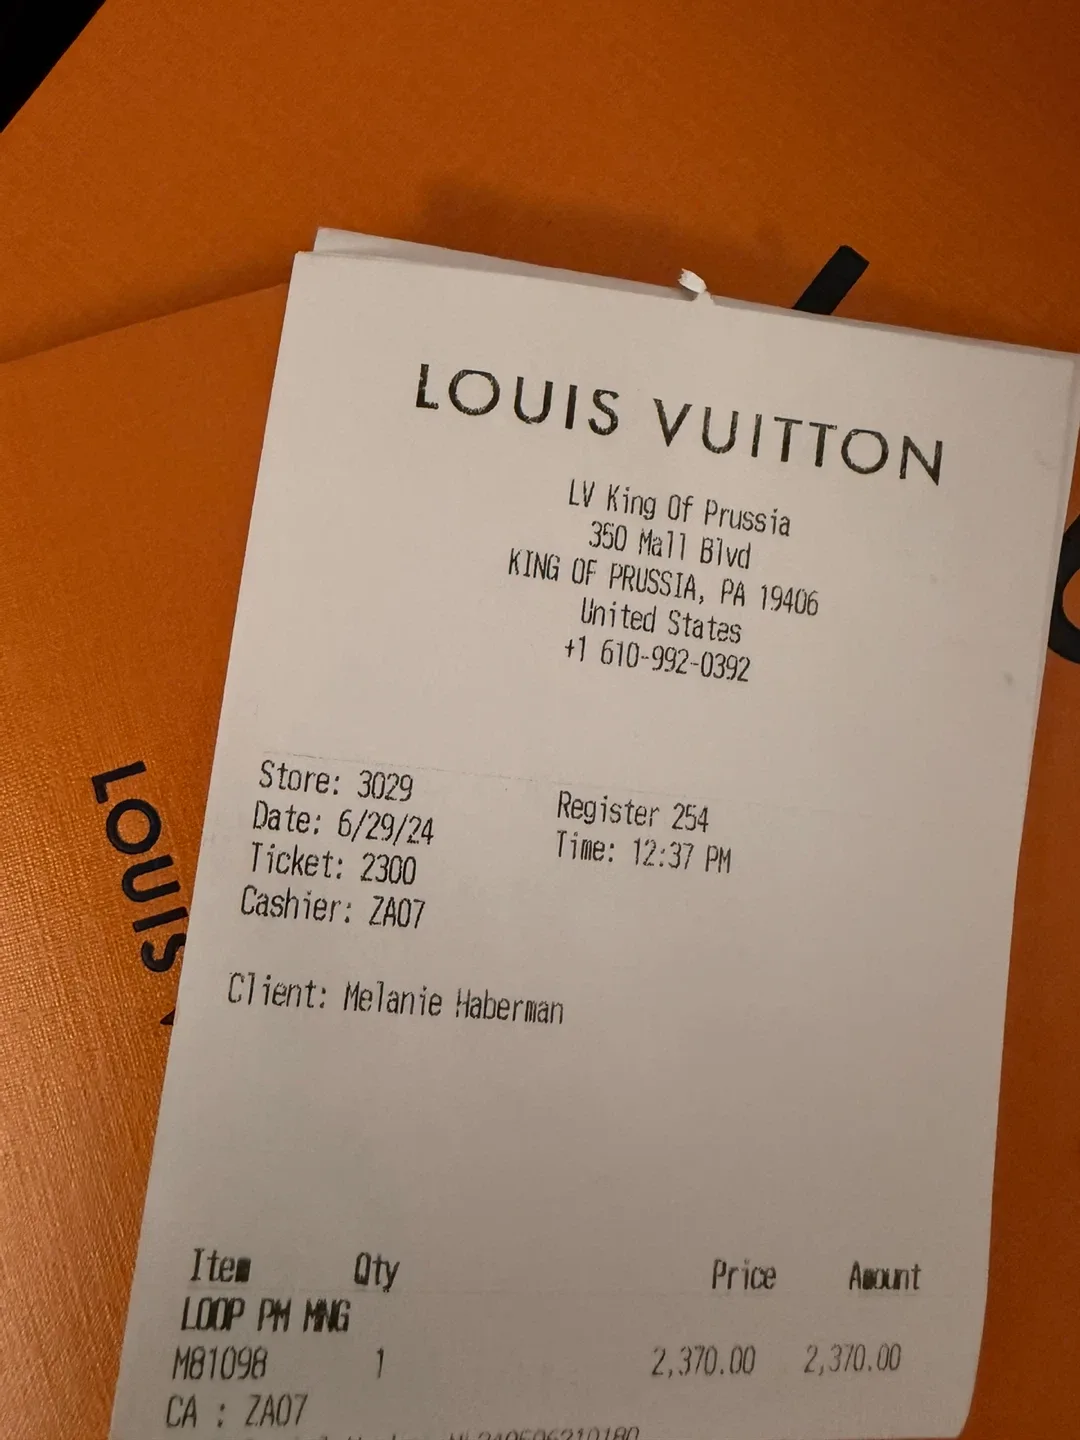 LOUIS VUITTON
LV King Of Prussia
350 Mall Blvd
KING OF PRUSSIA, PA 19406
United States
+1 610-992-0392
Store: 3029 Register 254
Date: 6/29/24 Time: 12:37 PM
Ticket: 2300
Cashier: ZA07
Client: Melanie Haberman
Item Qty Price Amount
LOOP PM MNG
M81098 1 2,370.00 2,370.00
CA : ZA07
LOUIS